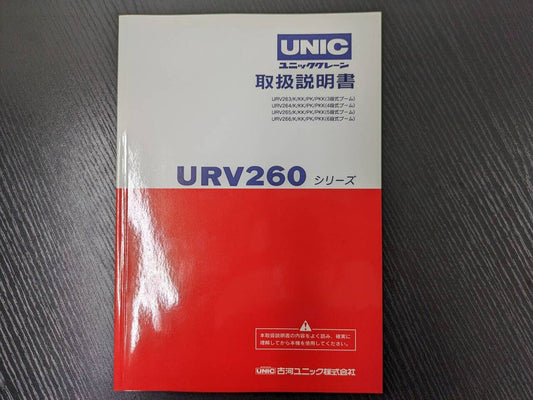 UNIC
ユニッククレーン
取扱説明書
URV263/K/KK/PK/PKK(3段式ブーム)
URV264/K/KK/PK/PKK(4段式ブーム)
URV265/K/KK/PK/PKK(5段式ブーム)
URV266/K/KK/PK/PKK(6段式ブーム)
URV260 シリーズ
本取扱説明書の内容をよく読み、確実に
理解してから本機を使用してください。
UNIC 古河ユニック株式会社